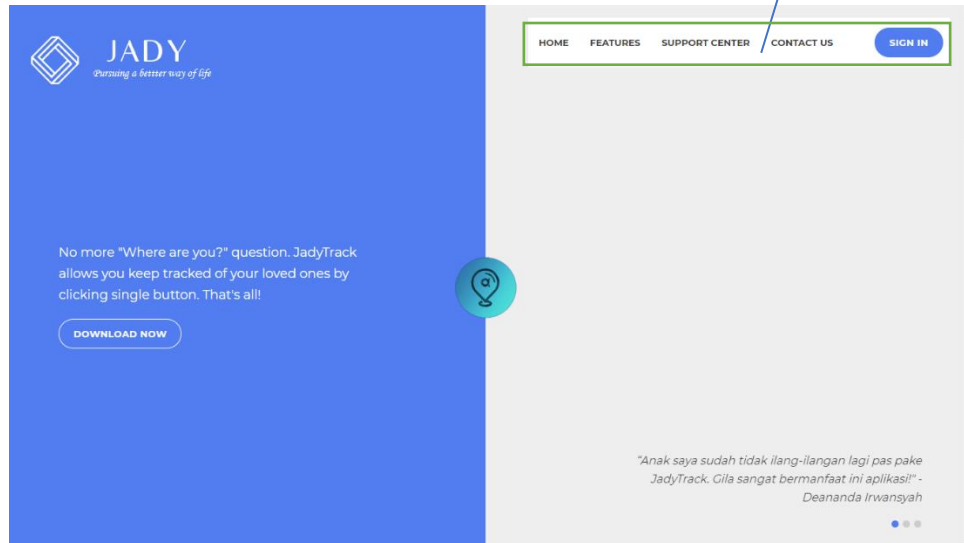 JADY
Pursuing a bettter way of life
HOME FEATURES SUPPORT CENTER CONTACT US SIGN IN
No more "Where are you?" question. JadyTrack
allows you keep tracked of your loved ones by
clicking single button. That's all!
DOWNLOAD NOW
"Anak saya sudah tidak ilang-ilangan lagi pas pake
JadyTrack. Gila sangat bermanfaat ini aplikasi!" -
Deananda Irwansyah